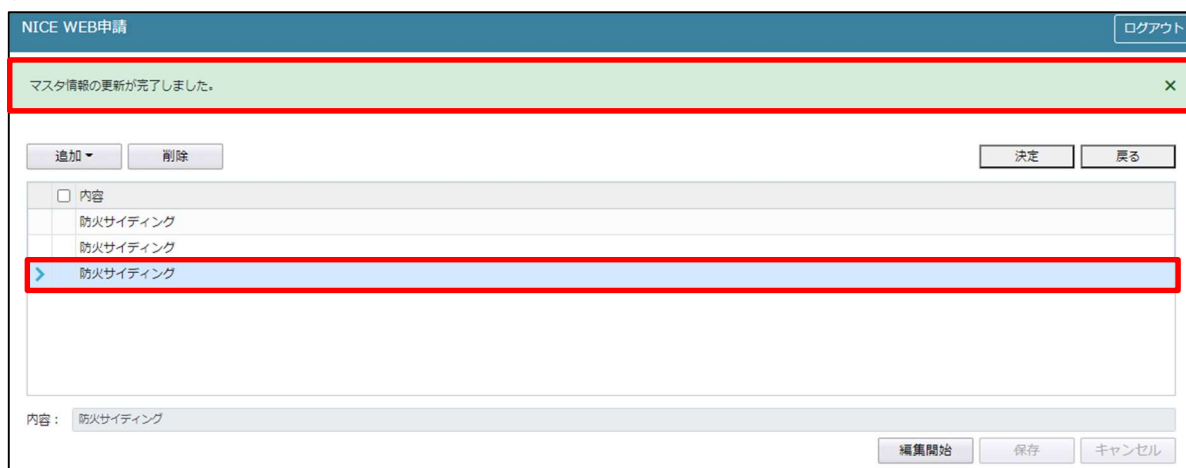 NICE WEB申請 ログアウト
マスタ情報の更新が完了しました。 ×
追加 削除 決定 戻る
内容
防火サイディング
防火サイディング
防火サイディング
内容： 防火サイディング
編集開始 保存 キャンセル